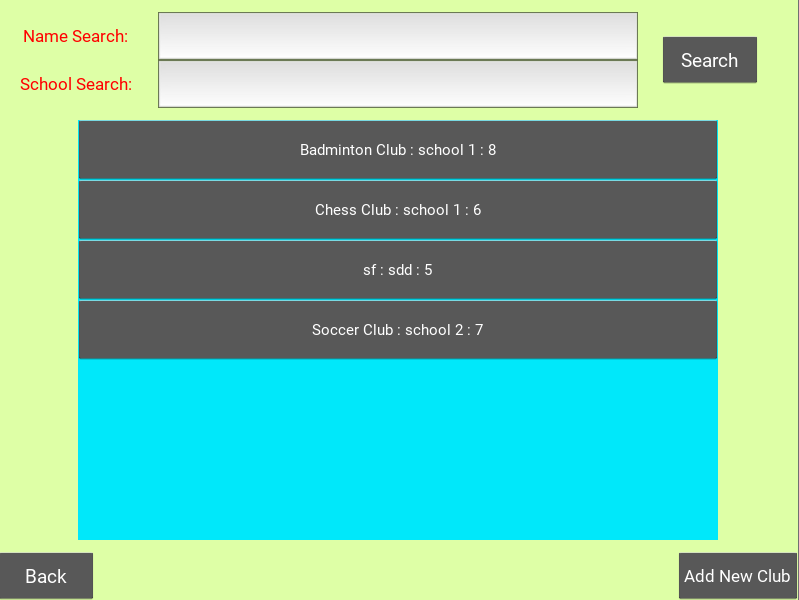 Name Search:
School Search:
Search
Badminton Club : school 1 : 8
Chess Club : school 1 : 6
sf : sdd : 5
Soccer Club : school 2 : 7
Back
Add New Club